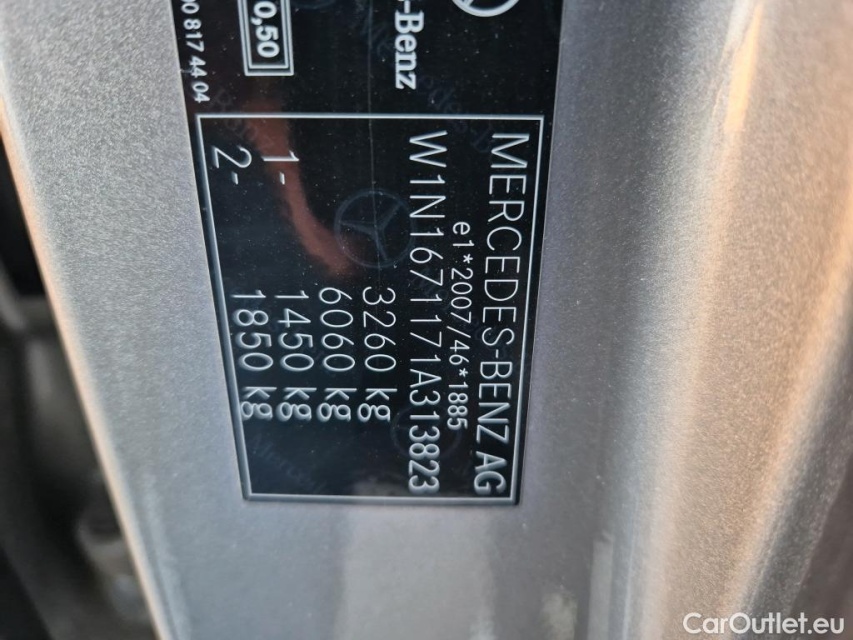 00 817 44 04
0,50
-Benz
MERCEDES-BENZ AG
e1*2007/46*1885
W1N1671171A313823
3260 kg
6060 kg
1- 1450 kg
2- 1850 kg
CarOutlet.eu